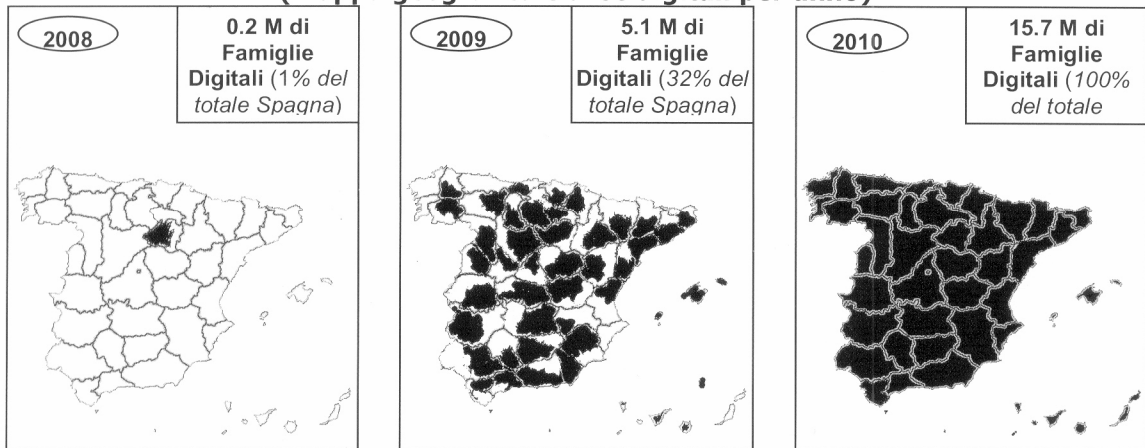 2008
0.2 M di
Famiglie
Digitali (1% del
totale Spagna)
2009
5.1 M di
Famiglie
Digitali (32% del
totale Spagna)
2010
15.7 M di
Famiglie
Digitali (100%
del totale